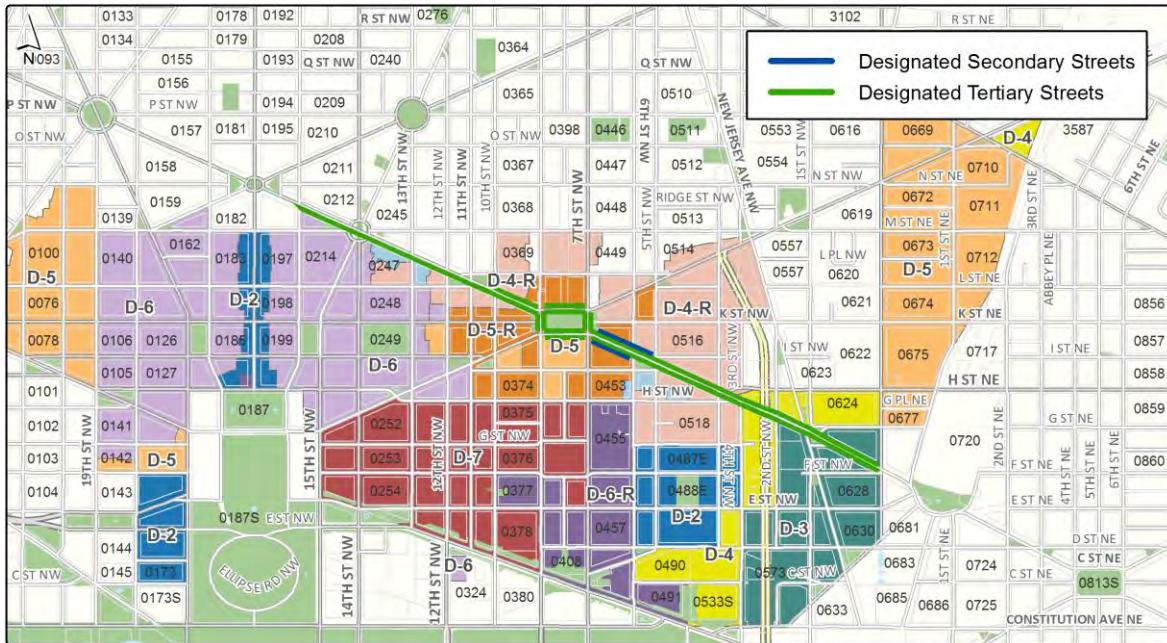 0134
0178
0192
R ST NW
0276
3102
R ST NE
N
093
0155
0179
0193
0208
Q ST NW
0240
0364
Q ST NW
Designated Secondary Streets
Designated Tertiary Streets
0156
P ST NW
P ST NW
0194
0209
0365
6TH ST NW
0510
NEW JERSEY AVE NW
O ST NW
0157
0181
0195
0210
13TH ST NW
O ST NW
0398
0446
0511
0553
1ST ST NW
0616
0669
D-4
3587
6TH ST NE
0158
0211
12TH ST NW
11TH ST NW
10TH ST NW
0367
0447
0512
0554
N ST NW
N ST NE
0710
0159
0212
0245
0368
7TH ST NW
0448
5TH ST NW
RIDGE ST NW
0513
0619
0672
M ST NE
1ST ST NE
0711
3RD ST NE
0139
0182
0100
0140
0162
0183
0197
0214
0247
0369
0449
0514
0557
L PL NW
0673
0712
ABBEY PL NE
D-5
D-6
D-2
D-4-R
D-4-R
0557
0620
D-5
L ST NE
0076
0198
0248
K ST NW
0621
0674
K ST NE
0856
0078
0106
0126
0185
0199
0249
D-5-R
D-5
0516
3RD ST NW
I ST NW
0622
0675
0717
I ST NE
0857
0105
0127
D-6
0374
0453
H ST NW
0623
H ST NE
0858
0101
0187
0624
G PL NE
0677
0102
19TH ST NW
0141
15TH ST NW
0252
0375
G ST NW
0455
0518
0720
2ND ST NE
G ST NE
0859
0103
0142
D-5
0253
12TH ST NW
D-7
0376
0487E
4TH ST NW
2ND ST NW
F ST NW
F ST NE
4TH ST NE
5TH ST NE
6TH ST NE
0860
0104
0143
0254
0377
D-6-R
0488E
E ST NW
0628
E ST NE
D-2
0187S
E ST NW
0378
0457
D-2
D-3
0630
0681
D ST NE
0144
D-4
1ST ST NE
C ST NW
0145
0173
ELLIPSE RD NW
14TH ST NW
12TH ST NW
D-6
0408
0490
0573
C ST NW
0683
0724
C ST NE
C ST NE
0813S
0173S
0324
0380
0491
0533S
0633
0685
0686
0725
CONSTITUTION AVE NE